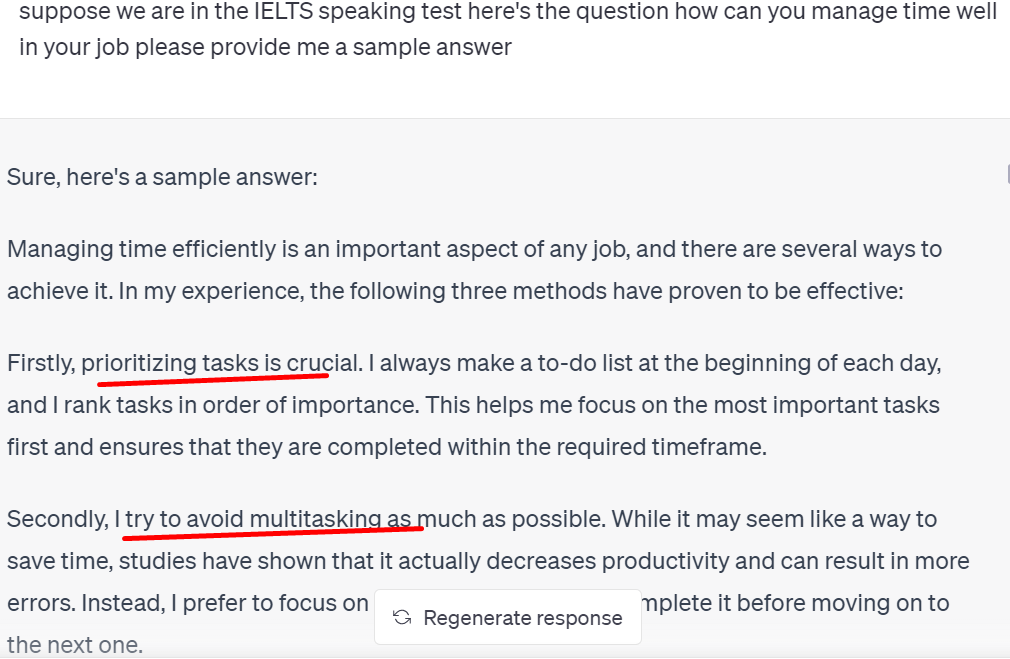 suppose we are in the IELTS speaking test here's the question how can you manage time well
in your job please provide me a sample answer
Sure, here's a sample answer:
Managing time efficiently is an important aspect of any job, and there are several ways to
achieve it. In my experience, the following three methods have proven to be effective:
Firstly, prioritizing tasks is crucial. I always make a to-do list at the beginning of each day,
and I rank tasks in order of importance. This helps me focus on the most important tasks
first and ensures that they are completed within the required timeframe.
Secondly, I try to avoid multitasking as much as possible. While it may seem like a way to
save time, studies have shown that it actually decreases productivity and can result in more
errors. Instead, I prefer to focus on mplete it before moving on to
Regenerate response
the next one.